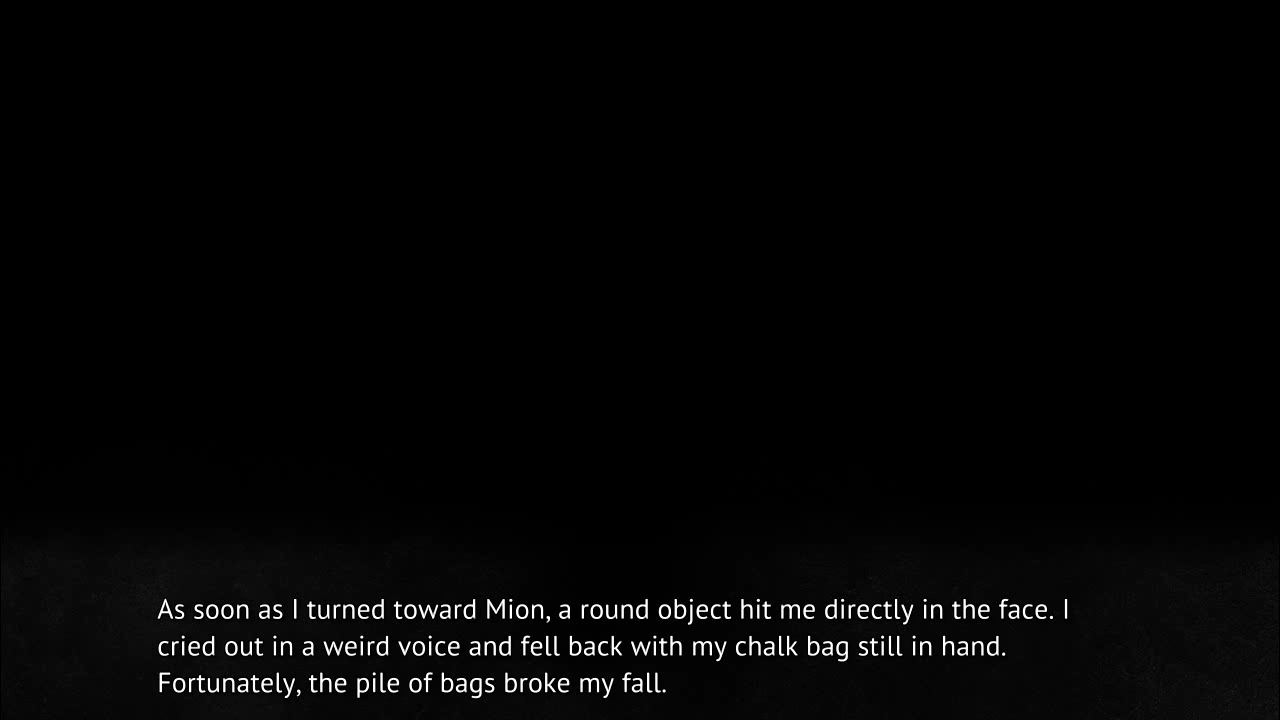 As soon as I turned toward Mion, a round object hit me directly in the face. I
cried out in a weird voice and fell back with my chalk bag still in hand.
Fortunately, the pile of bags broke my fall.